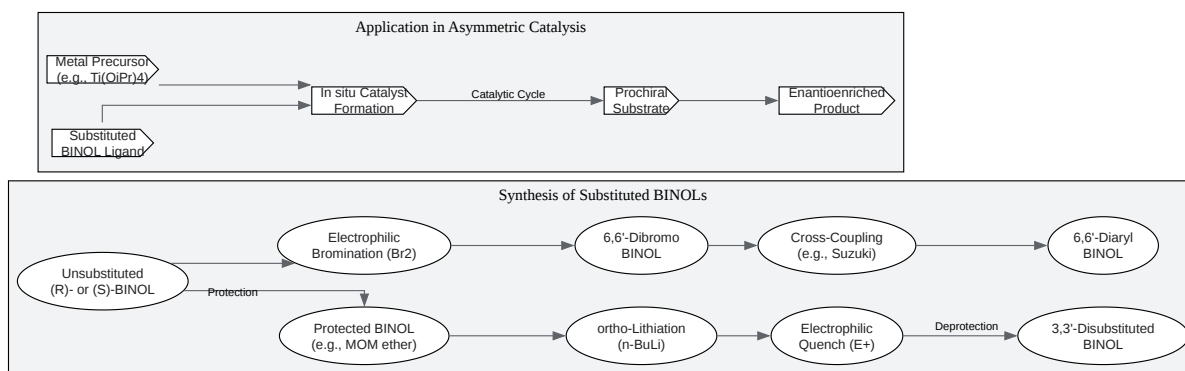 Application in Asymmetric Catalysis
Metal Precursor
(e.g., Ti(OiPr)4)
In situ Catalyst
Formation
Catalytic Cycle
Prochiral
Substrate
Enantioenriched
Product
Substituted
BINOL Ligand
Synthesis of Substituted BINOLs
Unsubstituted
(R)- or (S)-BINOL
Electrophilic
Bromination (Br2)
6,6'-Dibromo
BINOL
Cross-Coupling
(e.g., Suzuki)
6,6'-Diaryl
BINOL
Protection
Protected BINOL
(e.g., MOM ether)
ortho-Lithiation
(n-BuLi)
Electrophilic
Quench (E+)
Deprotection
3,3'-Disubstituted
BINOL